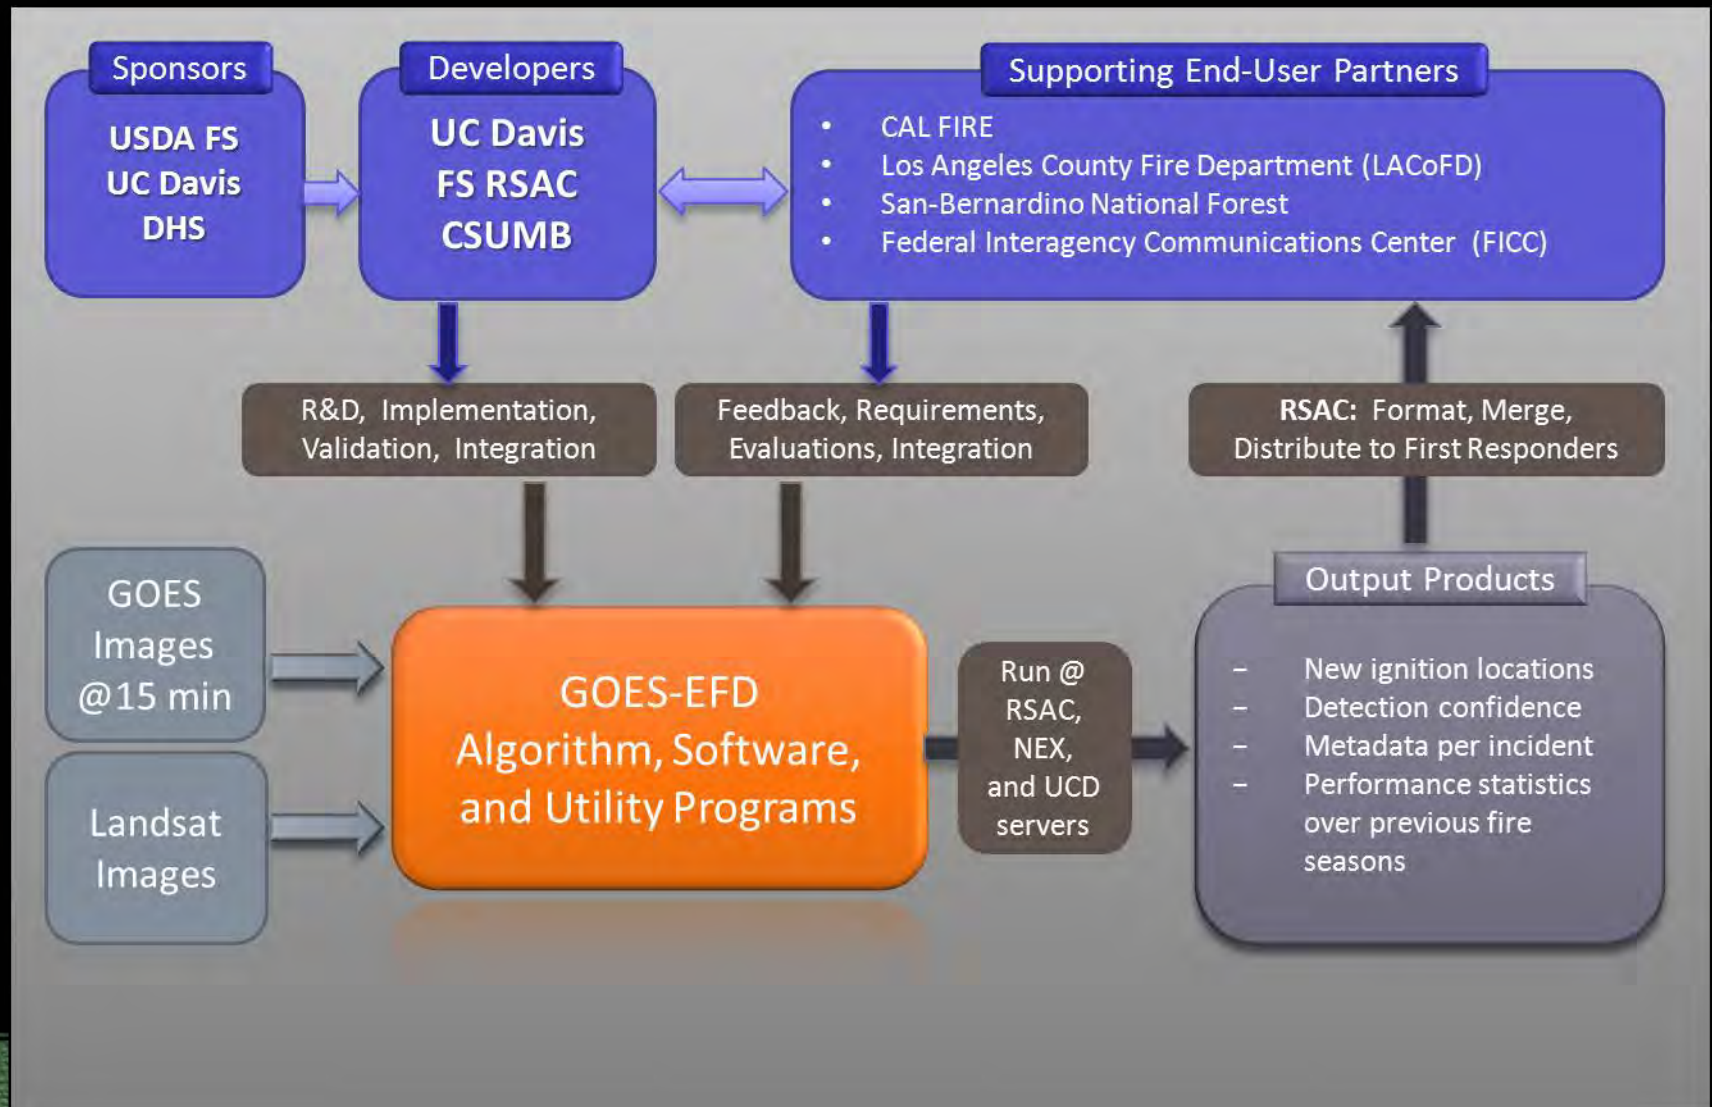 Sponsors
USDA FS
UC Davis
DHS
Developers
UC Davis
FS RSAC
CSUMB
Supporting End-User Partners
• CAL FIRE
• Los Angeles County Fire Department (LACoFD)
• San-Bernardino National Forest
• Federal Interagency Communications Center (FICC)
R&D, Implementation,
Validation, Integration
Feedback, Requirements,
Evaluations, Integration
RSAC: Format, Merge,
Distribute to First Responders
GOES
Images
@15 min
Landsat
Images
GOES-EFD
Algorithm, Software,
and Utility Programs
Run @
RSAC,
NEX,
and UCD
servers
Output Products
– New ignition locations
– Detection confidence
– Metadata per incident
– Performance statistics
over previous fire
seasons